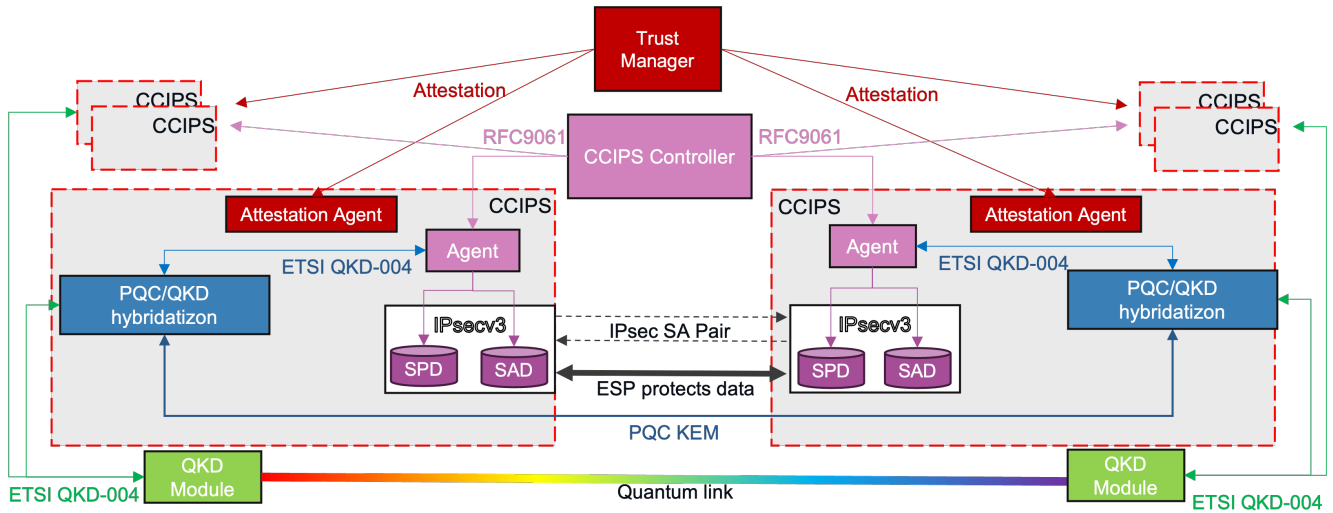 Trust
Manager
Attestation
Attestation
CCIPS
CCIPS
CCIPS
CCIPS
RFC9061
CCIPS Controller
RFC9061
Attestation Agent
CCIPS
CCIPS
Attestation Agent
Agent
Agent
ETSI QKD-004
ETSI QKD-004
PQC/QKD
hybridatizon
PQC/QKD
hybridatizon
IPsecv3
IPsec SA Pair
IPsecv3
SPD
SAD
SPD
SAD
ESP protects data
PQC KEM
QKD
Module
QKD
Module
ETSI QKD-004
Quantum link
ETSI QKD-004